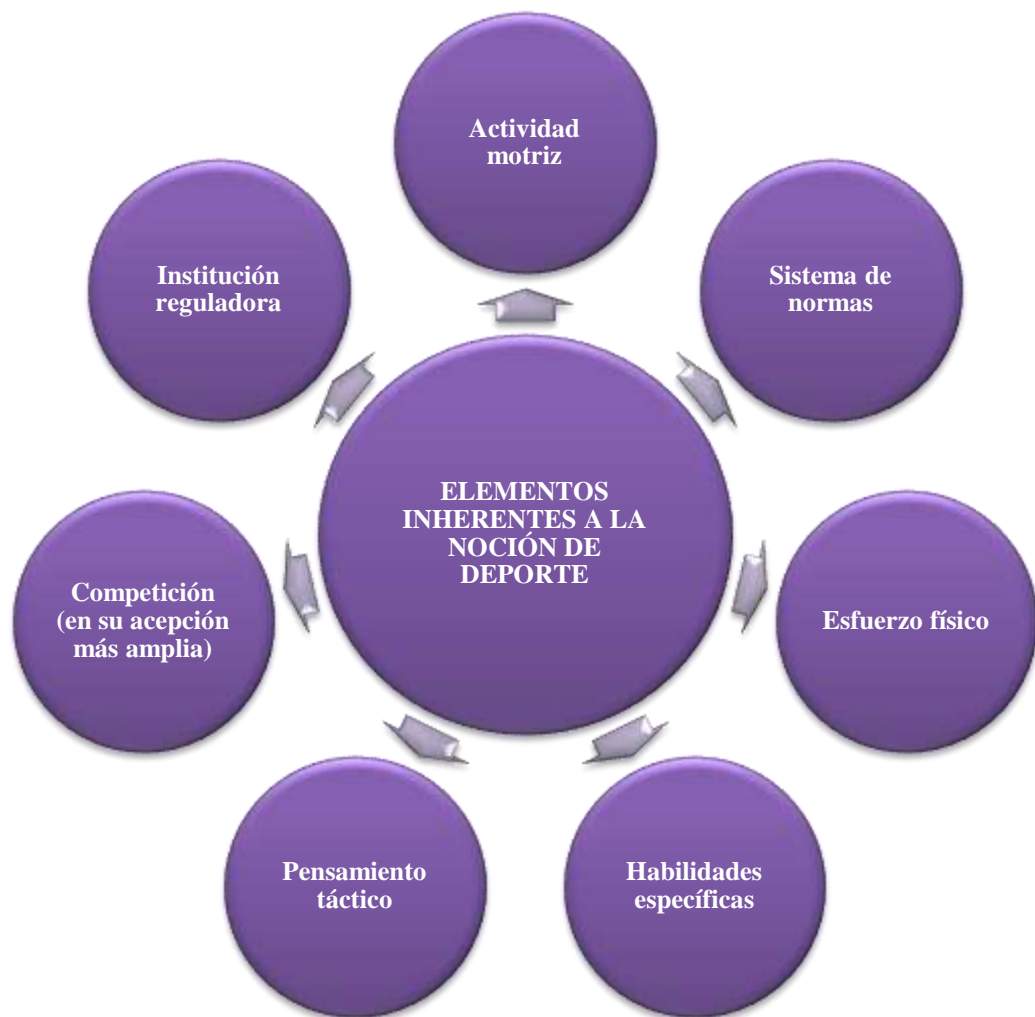 Actividad
motriz
Institución
reguladora
Sistema de
normas
ELEMENTOS
INHERENTES A LA
NOCIÓN DE
DEPORTE
Competición
(en su acepción
más amplia)
Esfuerzo físico
Pensamiento
táctico
Habilidades
específicas